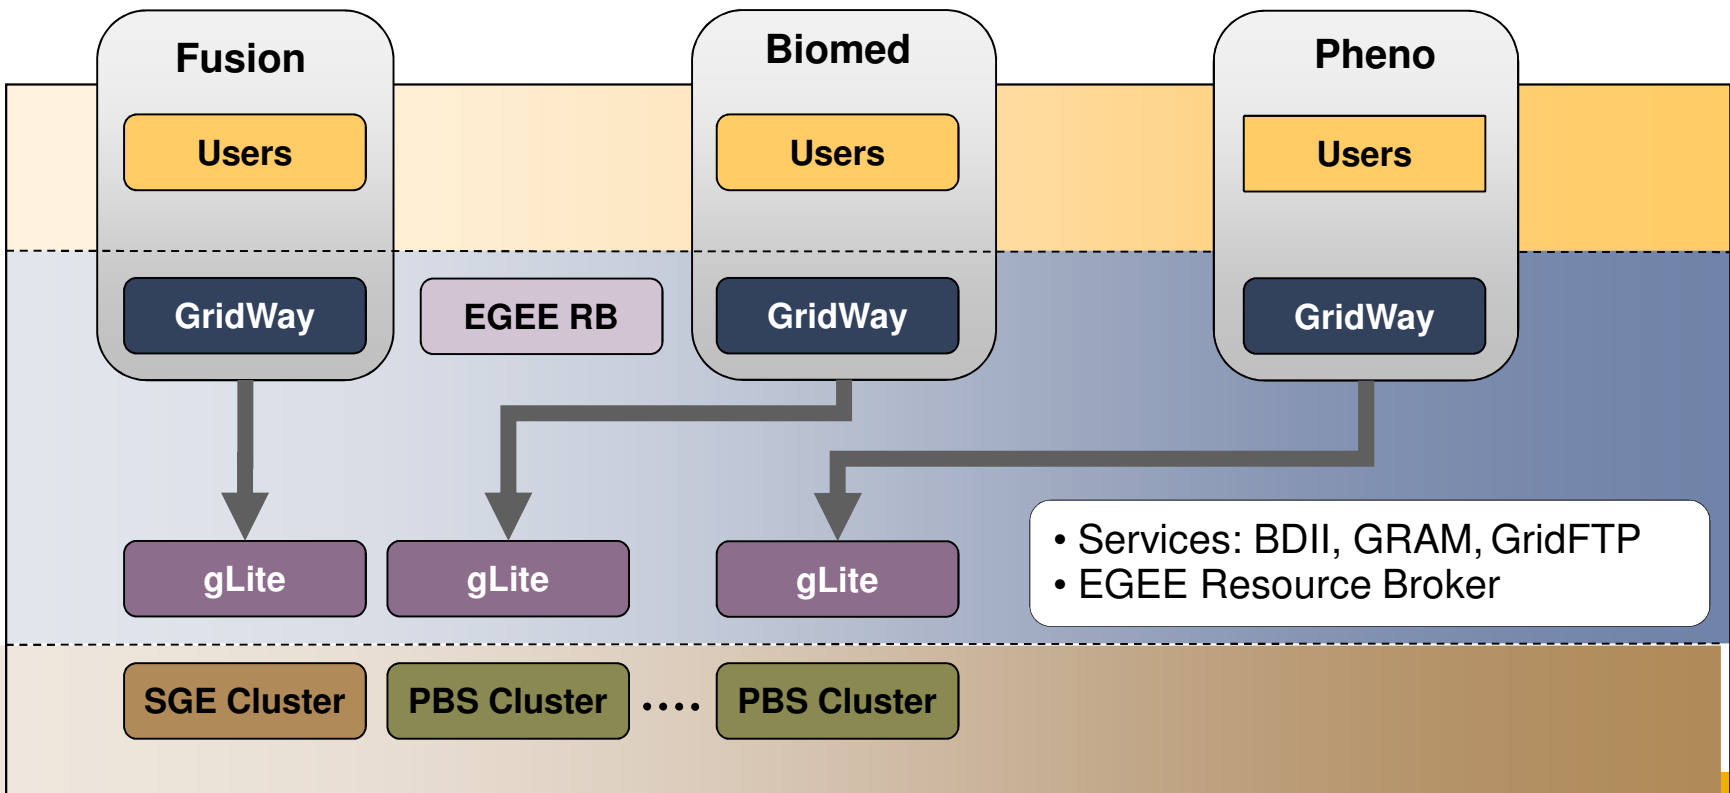 Fusion
Biomed
Pheno
Users
Users
Users
GridWay
EGEE RB
GridWay
GridWay
gLite
gLite
gLite
• Services: BDII, GRAM, GridFTP
• EGEE Resource Broker
SGE Cluster
PBS Cluster
....
PBS Cluster